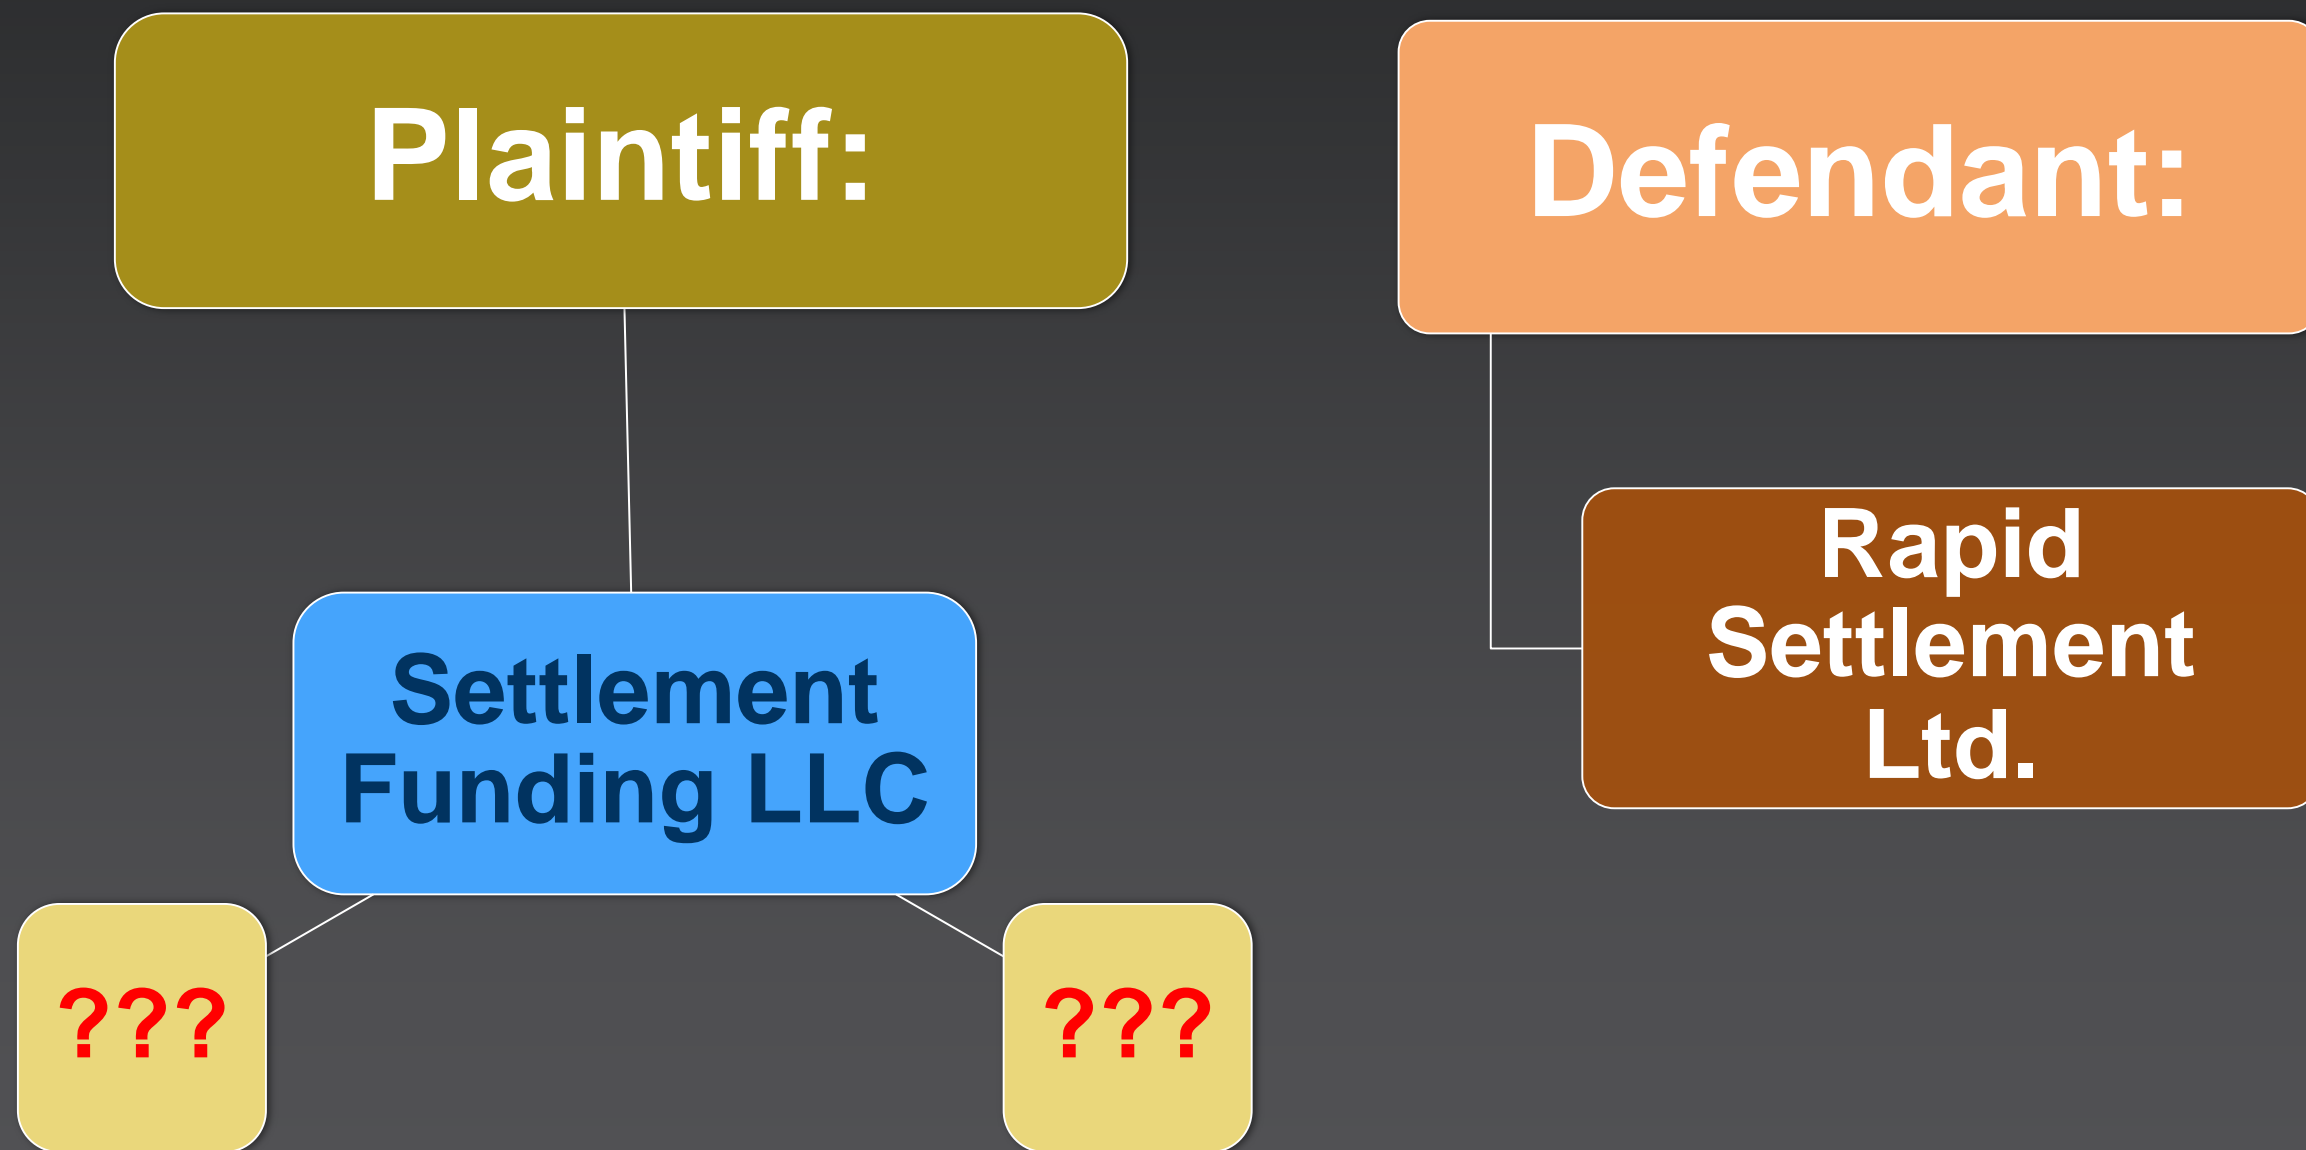 Plaintiff:
Settlement
Funding LLC
???
???
Defendant:
Rapid
Settlement
Ltd.